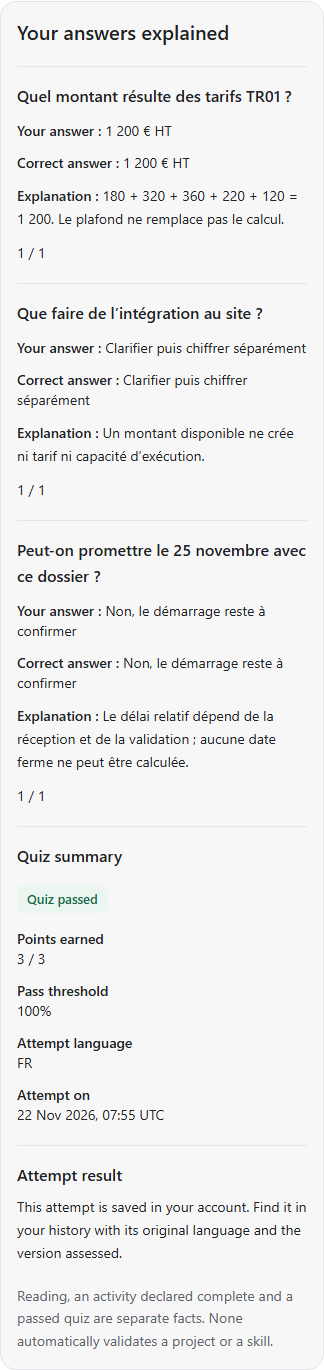 Your answers explained
Quel montant résulte des tarifs TR01 ?
Your answer : 1 200 € HT
Correct answer : 1 200 € HT
Explanation : 180 + 320 + 360 + 220 + 120 =
1 200. Le plafond ne remplace pas le calcul.
1 / 1
Que faire de l’intégration au site ?
Your answer : Clarifier puis chiffrer séparément
Correct answer : Clarifier puis chiffrer
séparément
Explanation : Un montant disponible ne crée
ni tarif ni capacité d’exécution.
1 / 1
Peut-on promettre le 25 novembre avec
ce dossier ?
Your answer : Non, le démarrage reste à
confirmer
Correct answer : Non, le démarrage reste à
confirmer
Explanation : Le délai relatif dépend de la
réception et de la validation ; aucune date
ferme ne peut être calculée.
1 / 1
Quiz summary
Quiz passed
Points earned
3 / 3
Pass threshold
100%
Attempt language
FR
Attempt on
22 Nov 2026, 07:55 UTC
Attempt result
This attempt is saved in your account. Find it in
your history with its original language and the
version assessed.
Reading, an activity declared complete and a
passed quiz are separate facts. None
automatically validates a project or a skill.